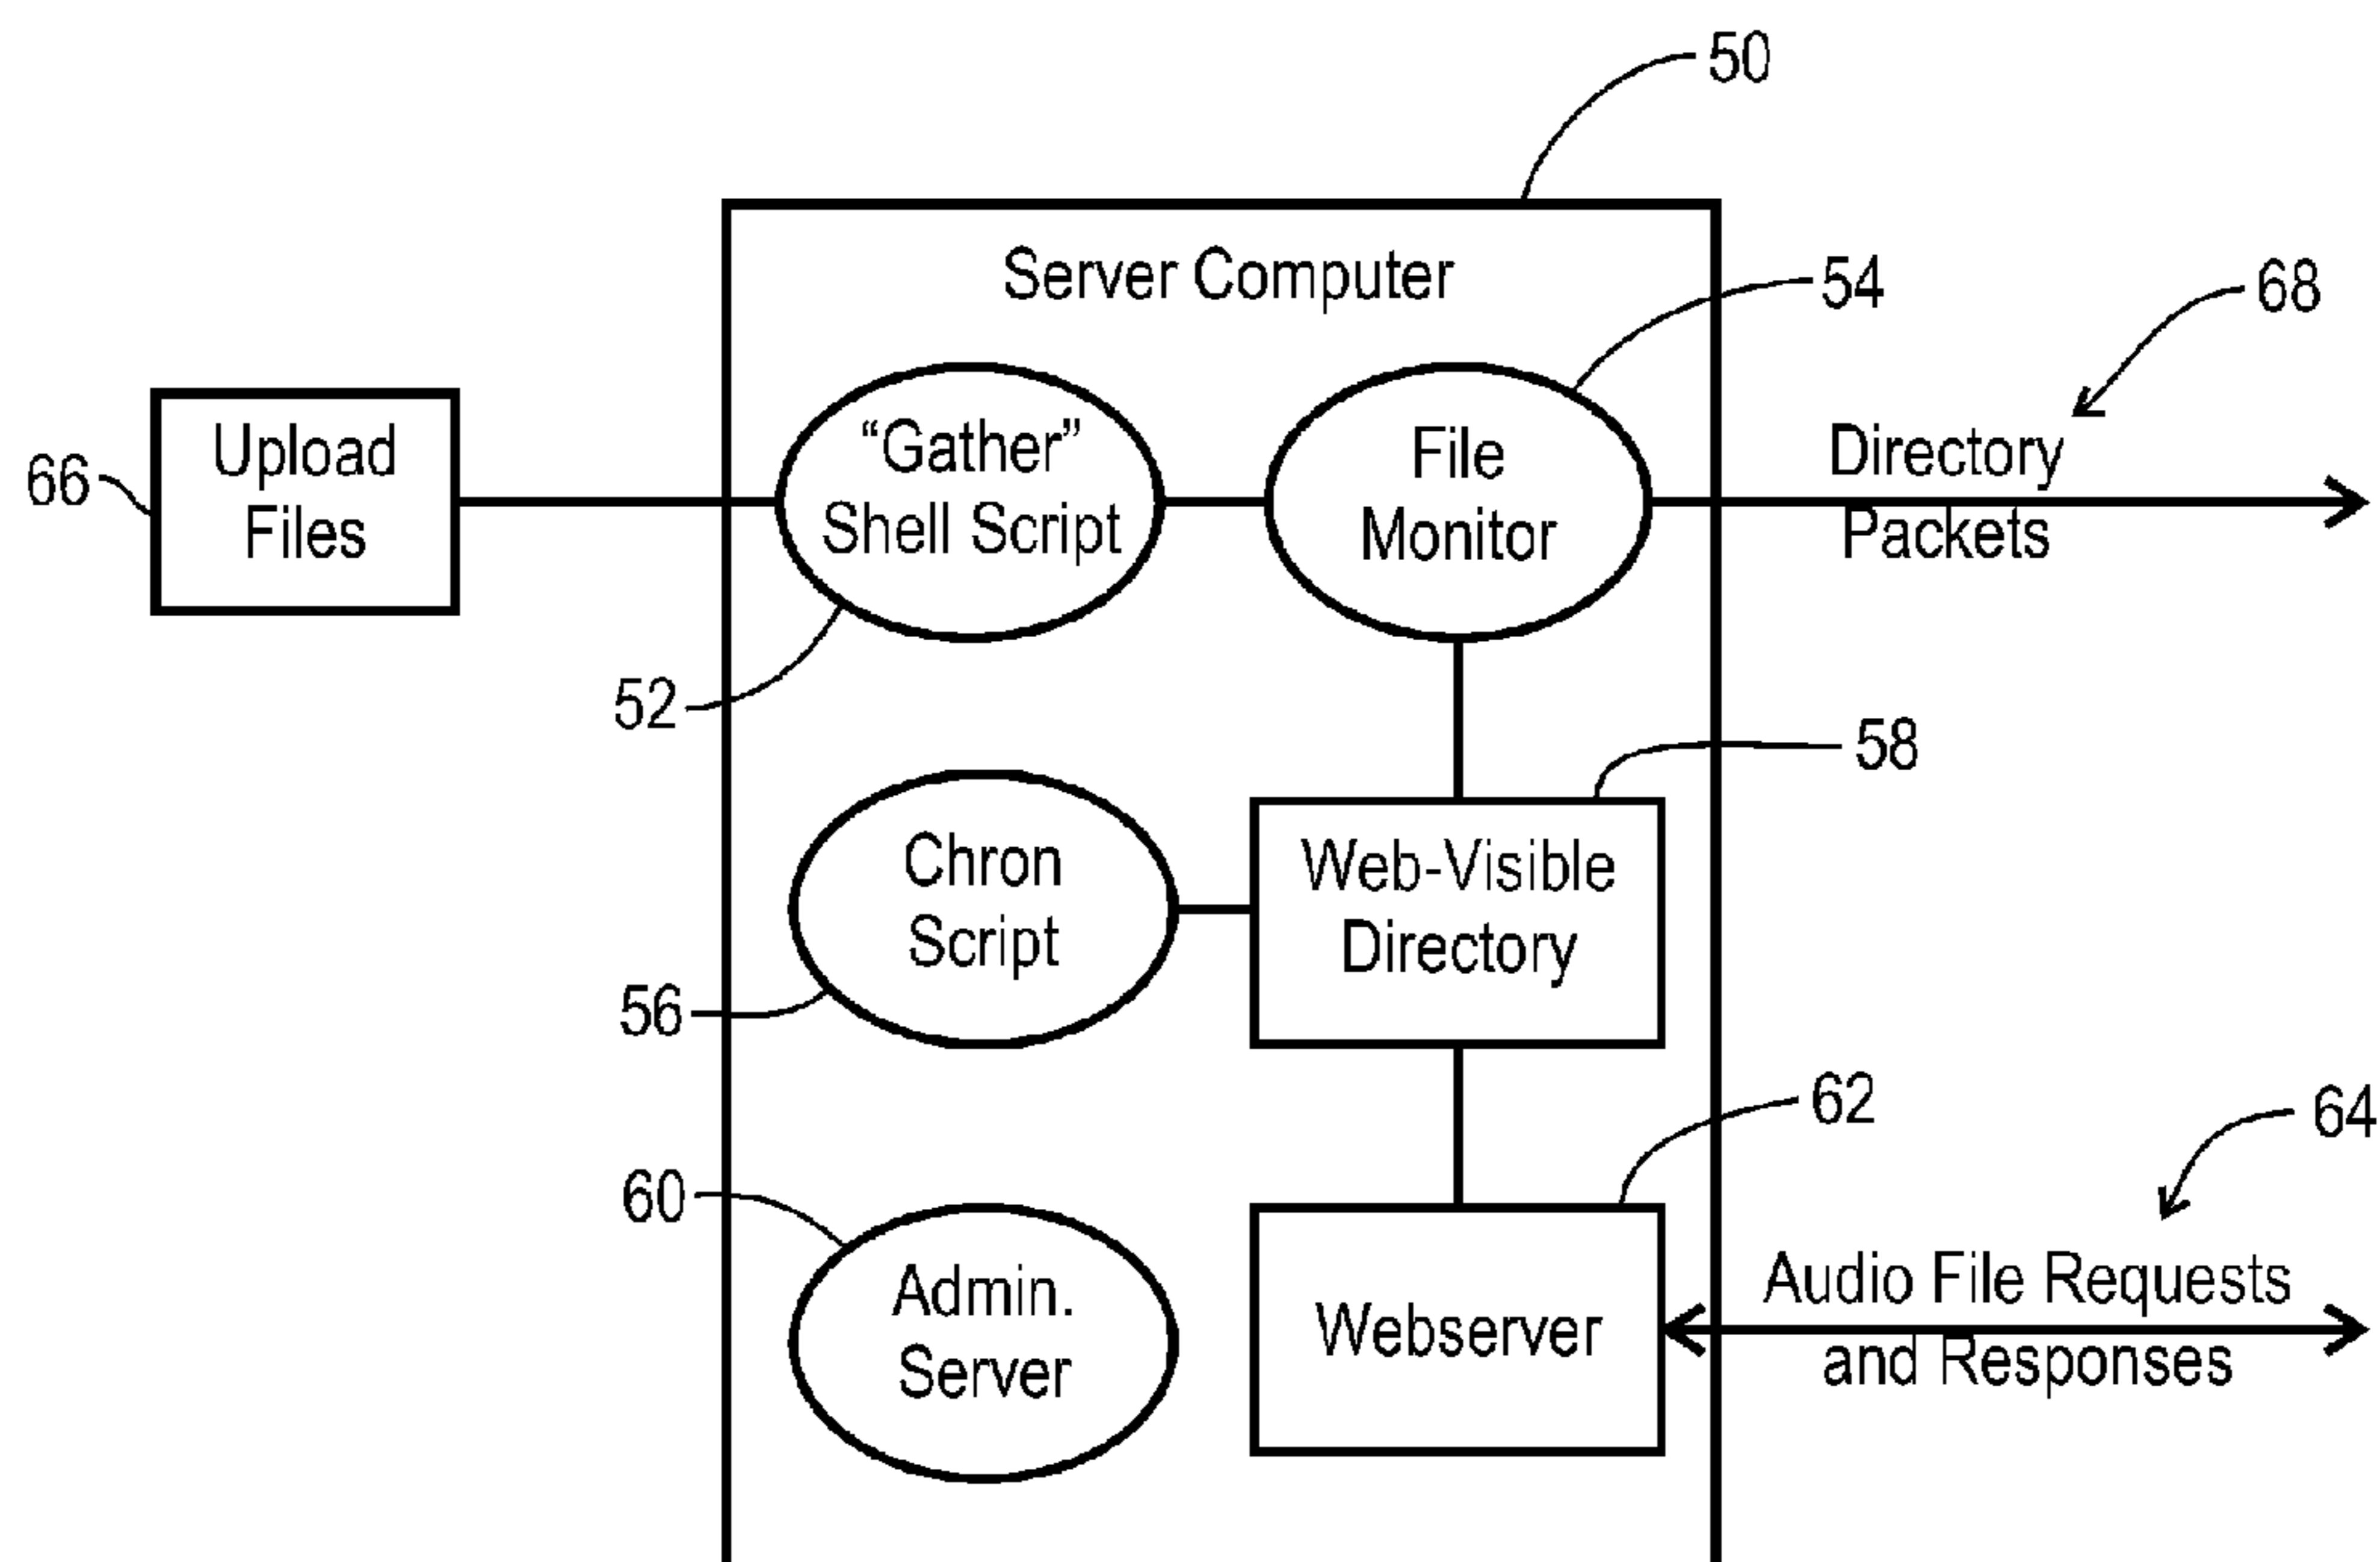 50
Server Computer
54
68
66
Upload
Files
“Gather”
Shell Script
File
Monitor
Directory
Packets
52
58
Chron
Script
Web-Visible
Directory
56
62
64
60
Admin.
Server
Webserver
Audio File Requests
and Responses